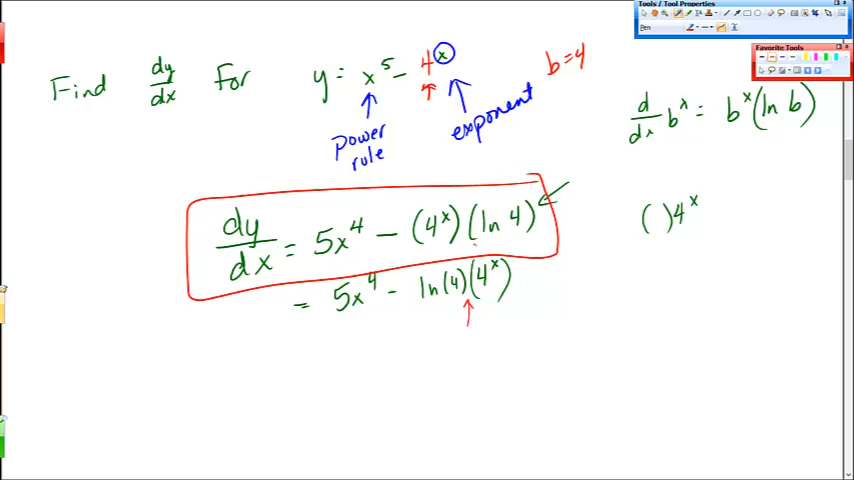 Tools / Tool Properties
Pen
Favorite Tools
Find dy/dx for y = x^5 - 4^x b=4
power rule
exponent
d/dx b^x = b^x (ln b)
dy/dx = 5x^4 - (4^x)(ln 4)
( )4^x
= 5x^4 - ln(4)(4^x)